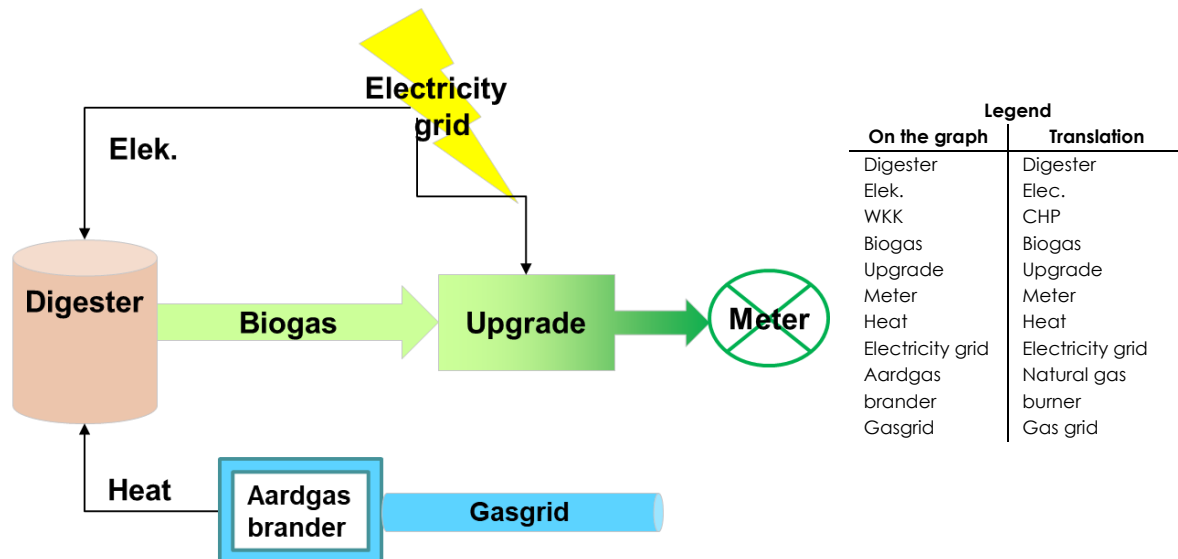 Electricity
grid
Elek.
Digester
Biogas
Upgrade
Meter
Heat
Aardgas
brander
Gasgrid
Legend
On the graph Translation
Digester Digester
Elek. Elec.
WKK CHP
Biogas Biogas
Upgrade Upgrade
Meter Meter
Heat Heat
Electricity grid Electricity grid
Aardgas Natural gas
brander burner
Gasgrid Gas grid